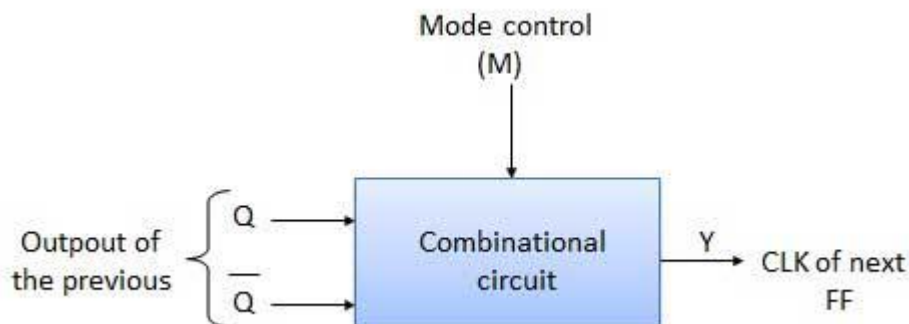 Mode control
(M)
Q
Outpout of
the previous
Q
Combinational
circuit
Y
CLK of next
FF